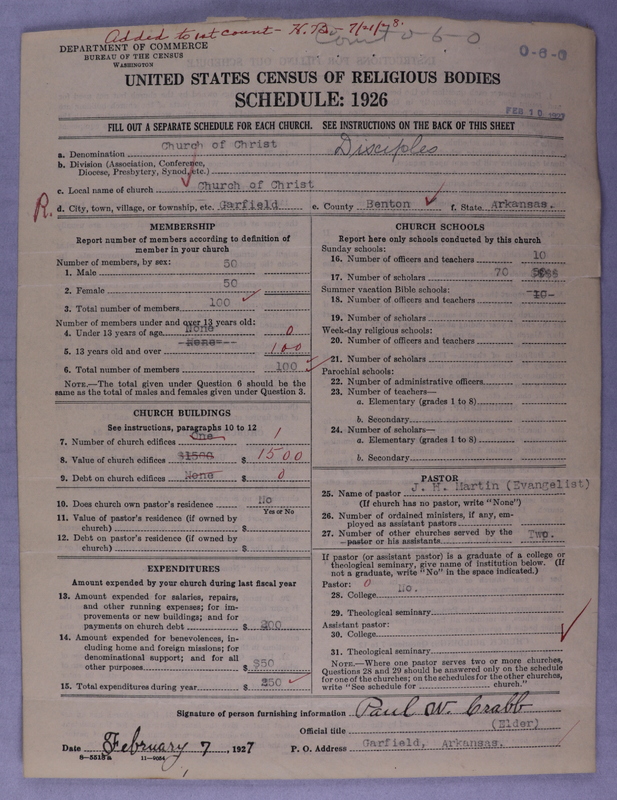 Added to 1st count - H. B. - 7/21/28.
Count 0-6-0
0-6-0
DEPARTMENT OF COMMERCE
BUREAU OF THE CENSUS
WASHINGTON
UNITED STATES CENSUS OF RELIGIOUS BODIES
SCHEDULE: 1926
FEB 10 1927
FILL OUT A SEPARATE SCHEDULE FOR EACH CHURCH. SEE INSTRUCTIONS ON THE BACK OF THIS SHEET
a. Denomination Church of Christ Disciples
b. Division (Association, Conference,
Diocese, Presbytery, Synod, etc.)
c. Local name of church Church of Christ
R. d. City, town, village, or township, etc. Garfield e. County Benton f. State Arkansas.
MEMBERSHIP
Report number of members according to definition of
member in your church
Number of members, by sex:
1. Male 50
2. Female 50
3. Total number of members 100
Number of members under and over 13 years old:
4. Under 13 years of age None 0
5. 13 years old and over None 100
6. Total number of members 100
NOTE.—The total given under Question 6 should be the
same as the total of males and females given under Question 3.
CHURCH BUILDINGS
See instructions, paragraphs 10 to 12
7. Number of church edifices One 1
8. Value of church edifices $1500 $ 1500
9. Debt on church edifices None $ 0
10. Does church own pastor's residence No
Yes or No
11. Value of pastor's residence (if owned by
church) $
12. Debt on pastor's residence (if owned by
church) $
EXPENDITURES
Amount expended by your church during last fiscal year
13. Amount expended for salaries, repairs,
and other running expenses; for im-
provements or new buildings; and for
payments on church debt $ 200
14. Amount expended for benevolences, in-
cluding home and foreign missions; for
denominational support; and for all
other purposes $ $50
15. Total expenditures during year $ 250
CHURCH SCHOOLS
Report here only schools conducted by this church
Sunday schools:
16. Number of officers and teachers 10
17. Number of scholars 70
Summer vacation Bible schools:
18. Number of officers and teachers 10
19. Number of scholars
Week-day religious schools:
20. Number of officers and teachers
21. Number of scholars
Parochial schools:
22. Number of administrative officers
23. Number of teachers—
a. Elementary (grades 1 to 8)
b. Secondary
24. Number of scholars—
a. Elementary (grades 1 to 8)
b. Secondary
PASTOR
25. Name of pastor J. H. Martin (Evangelist)
(If church has no pastor, write "None")
26. Number of ordained ministers, if any, em-
ployed as assistant pastors
27. Number of other churches served by the
pastor or his assistants Two.
If pastor (or assistant pastor) is a graduate of a college or
theological seminary, give name of institution below. (If
not a graduate, write "No" in the space indicated.)
Pastor: 0
28. College No.
29. Theological seminary
Assistant pastor:
30. College
31. Theological seminary
NOTE.—Where one pastor serves two or more churches,
Questions 28 and 29 should be answered only on the schedule
for one of the churches; on the schedules for the other churches,
write "See schedule for church."
Signature of person furnishing information Paul W. Crabb
Official title (Elder)
Date February 7, 1927 P. O. Address Garfield, Arkansas.
8-5518a 11-9034